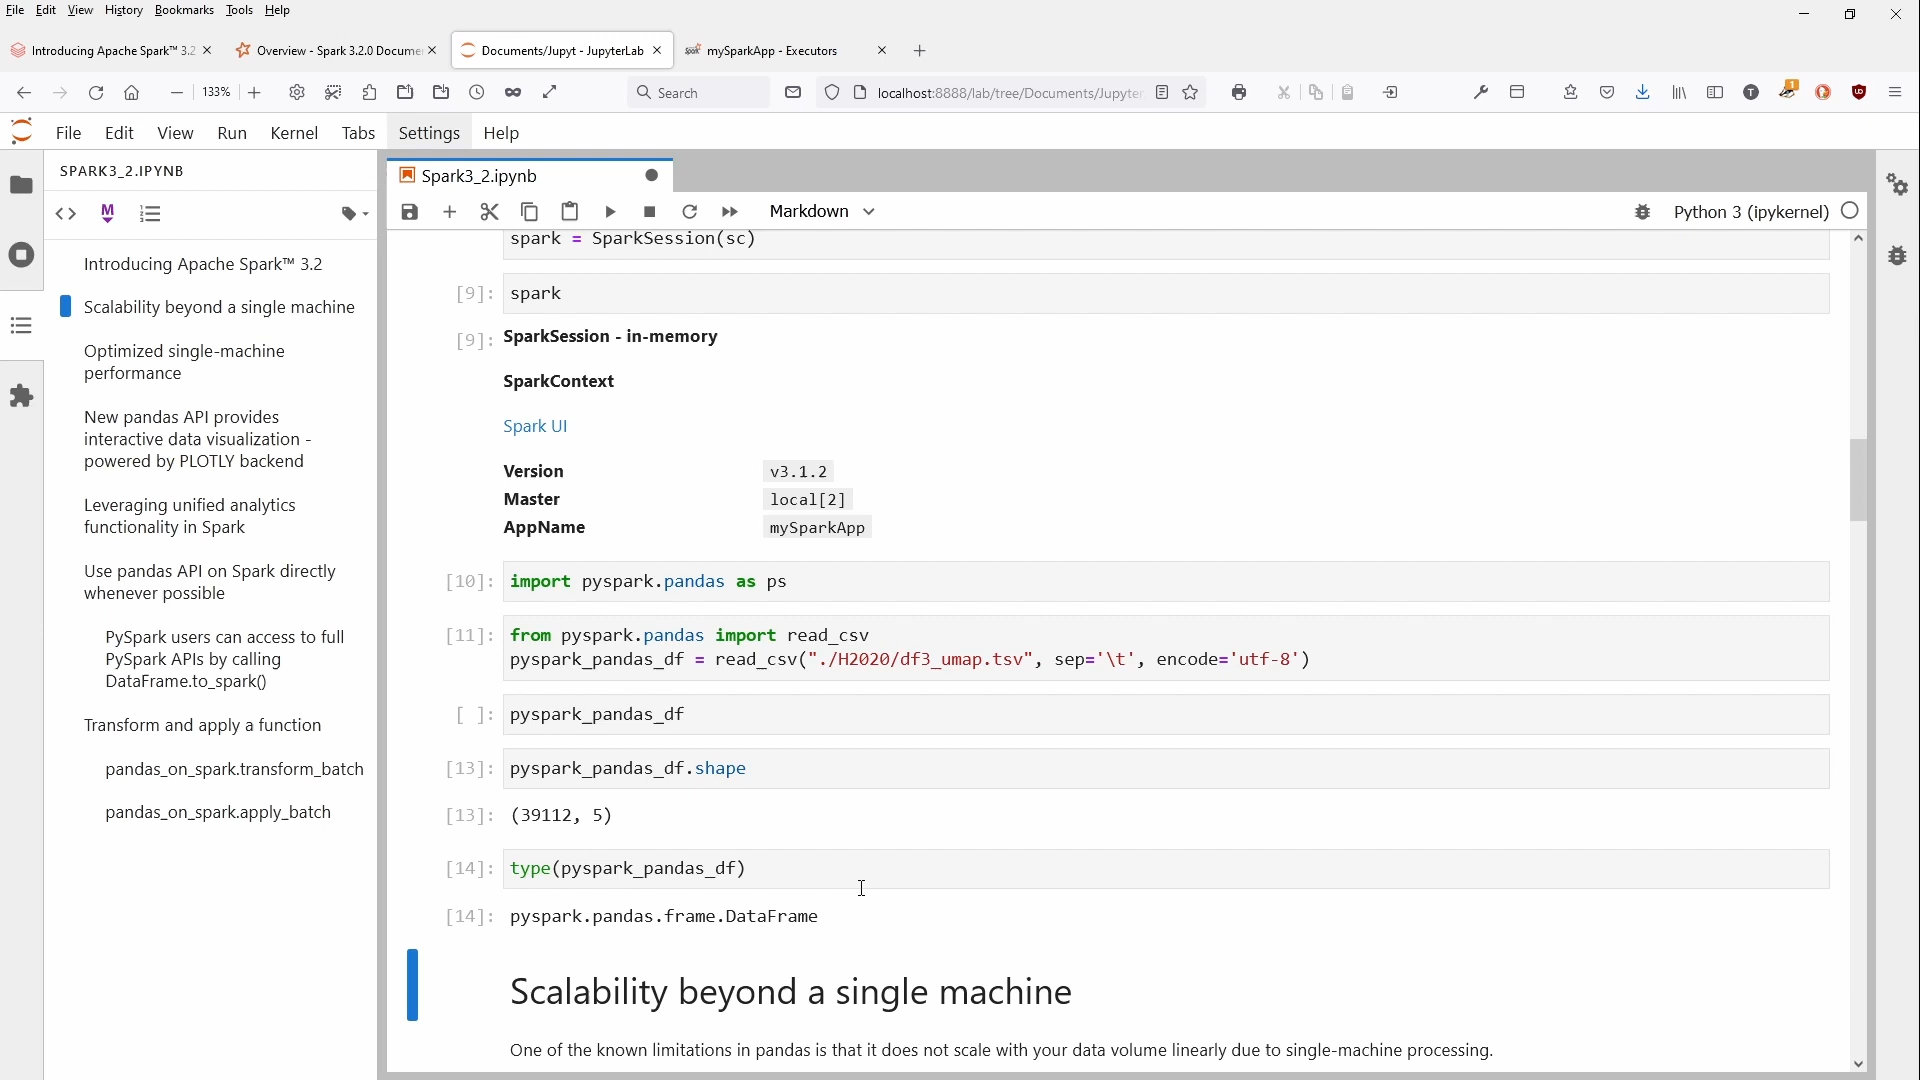 File Edit View History Bookmarks Tools Help
Introducing Apache Spark™ 3.2
Overview - Spark 3.2.0 Docume
Documents/Jupyt - JupyterLab
mySparkApp - Executors
133%
Search
localhost:8888/lab/tree/Documents/Jupyter
File Edit View Run Kernel Tabs Settings Help
SPARK3_2.IPYNB
Introducing Apache Spark™ 3.2
Scalability beyond a single machine
Optimized single-machine
performance
New pandas API provides
interactive data visualization -
powered by PLOTLY backend
Leveraging unified analytics
functionality in Spark
Use pandas API on Spark directly
whenever possible
PySpark users can access to full
PySpark APIs by calling
DataFrame.to_spark()
Transform and apply a function
pandas_on_spark.transform_batch
pandas_on_spark.apply_batch
Spark3_2.ipynb
Markdown
Python 3 (ipykernel)
spark = SparkSession(sc)
[9]: spark
[9]: SparkSession - in-memory
SparkContext
Spark UI
Version v3.1.2
Master local[2]
AppName mySparkApp
[10]: import pyspark.pandas as ps
[11]: from pyspark.pandas import read_csv
pyspark_pandas_df = read_csv("./H2020/df3_umap.tsv", sep='\t', encode='utf-8')
[ ]: pyspark_pandas_df
[13]: pyspark_pandas_df.shape
[13]: (39112, 5)
[14]: type(pyspark_pandas_df)
[14]: pyspark.pandas.frame.DataFrame
Scalability beyond a single machine
One of the known limitations in pandas is that it does not scale with your data volume linearly due to single-machine processing.